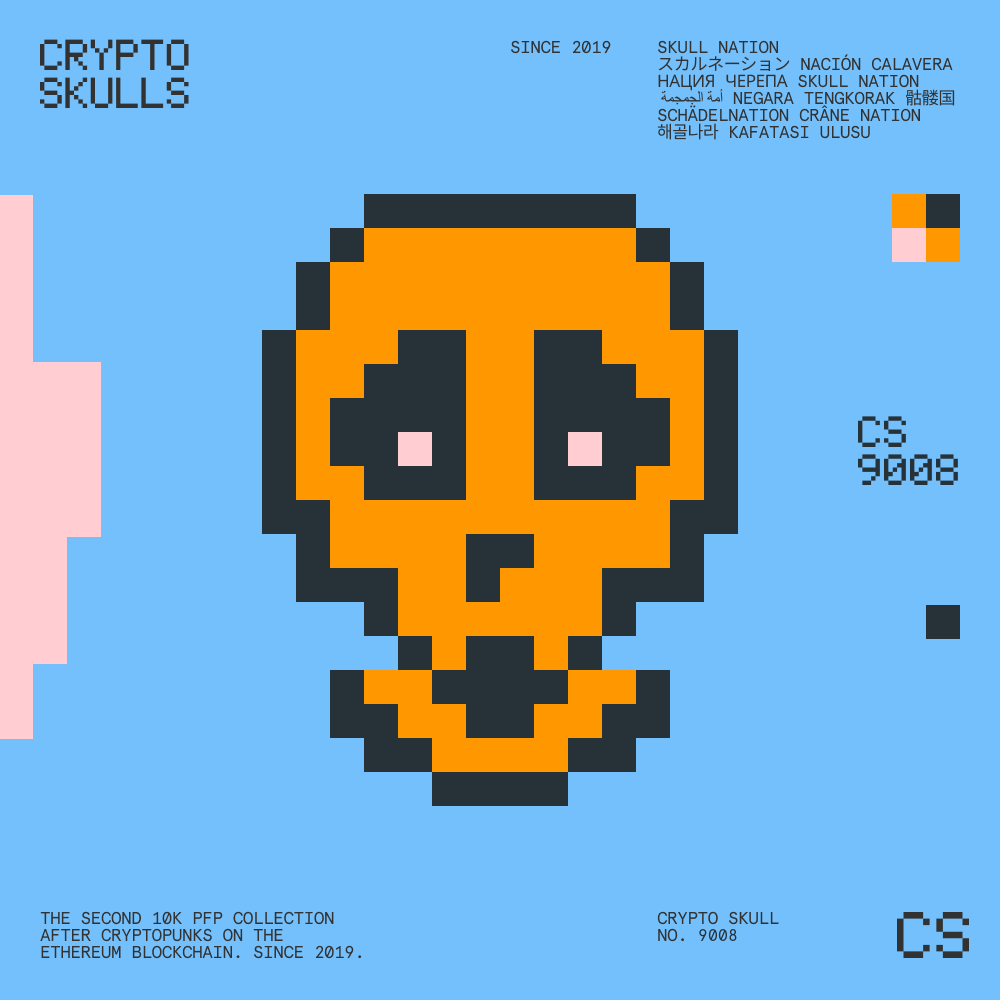 CRYPTO
SKULLS
SINCE 2019
SKULL NATION
スカルネーション NACIÓN CALAVERA
НАЦИЯ ЧЕРЕПА SKULL NATION
أمة الجمجمة NEGARA TENGKORAK 骷髅国
SCHÄDELNATION CRÂNE NATION
해골나라 KAFATASI ULUSU
CS
9008
THE SECOND 10K PFP COLLECTION
AFTER CRYPTOPUNKS ON THE
ETHEREUM BLOCKCHAIN. SINCE 2019.
CRYPTO SKULL
NO. 9008
CS